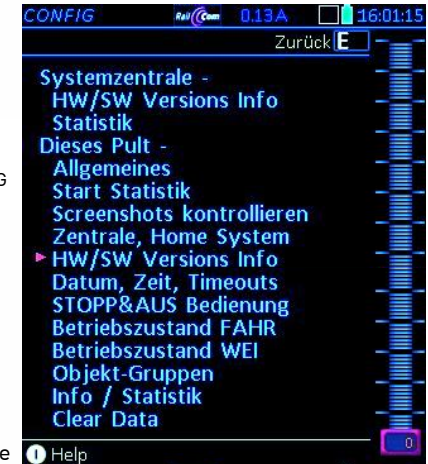 CONFIG RailCom 0.13A 16:01:15
Zurück E
Systemzentrale -
HW/SW Versions Info
Statistik
Dieses Pult -
Allgemeines
G
Start Statistik
Screenshots kontrollieren
Zentrale, Home System
HW/SW Versions Info
Datum, Zeit, Timeouts
STOPP&AUS Bedienung
Betriebszustand FAHR
Betriebszustand WEI
Objekt-Gruppen
Info / Statistik
Clear Data
0
e
I Help